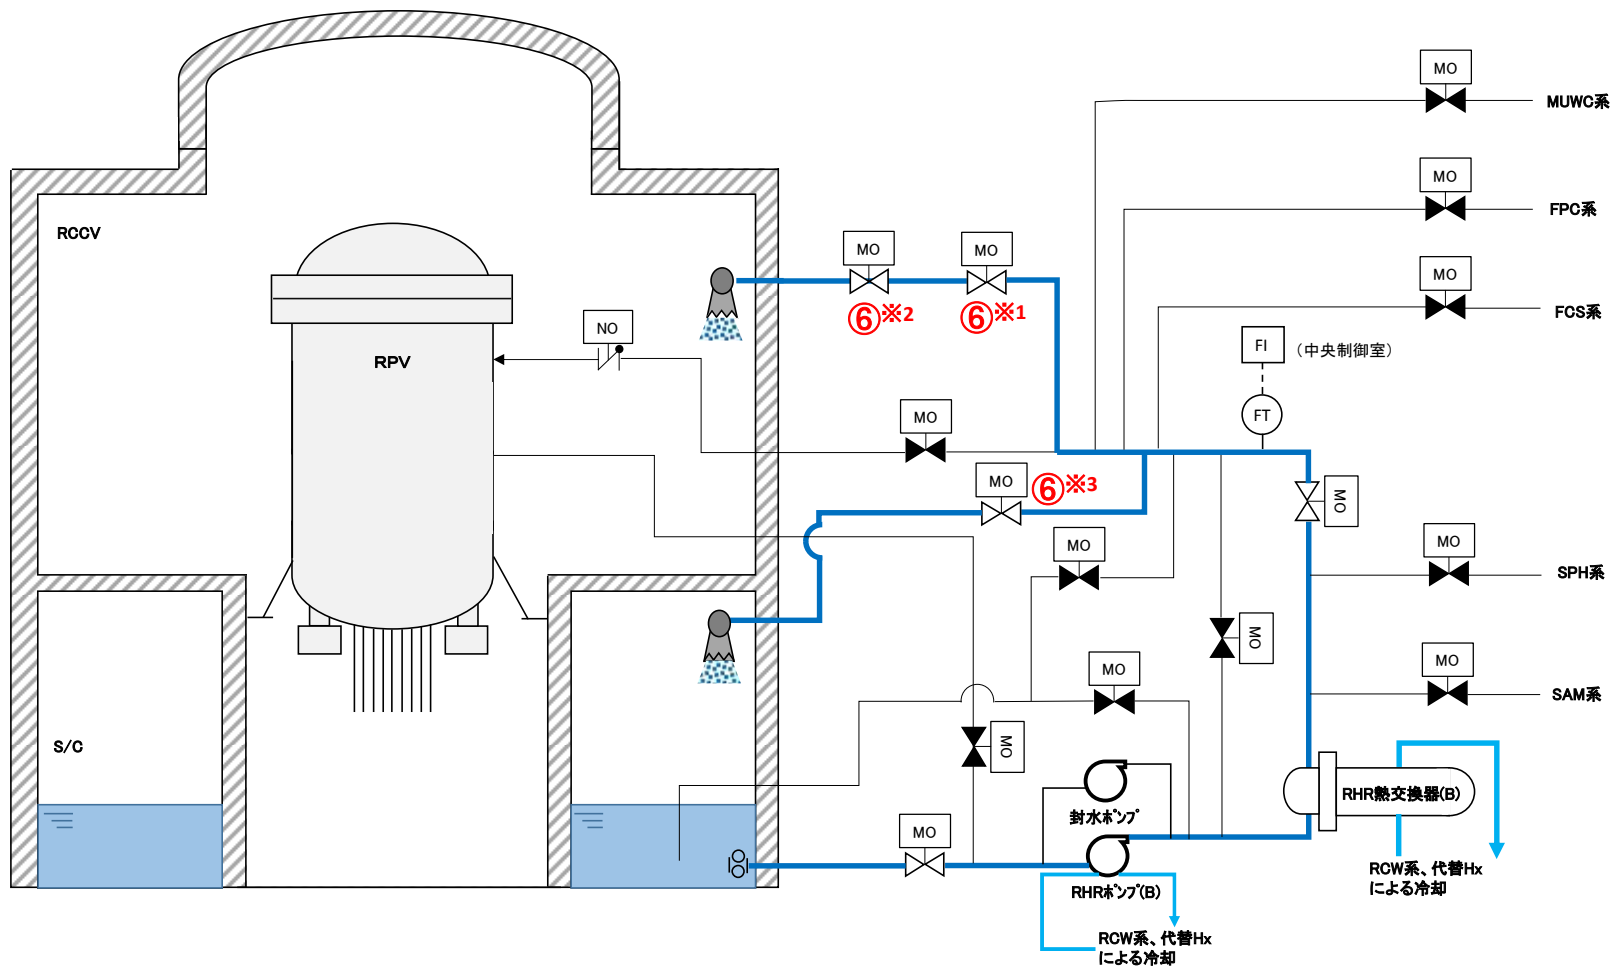 MO
MUWC系
MO
FPC系
RCCV
MO
MO
MO
FCS系
⑥※2
⑥※1
NO
FI
(中央制御室)
RPV
MO
FT
MO
⑥※3
MO
MO
SPH系
MO
MO
MO
MO
SAM系
S/C
MO
RHR熱交換器(B)
封水ポンプ
MO
RHRポンプ(B)
RCW系、代替Hx
による冷却
RCW系、代替Hx
による冷却